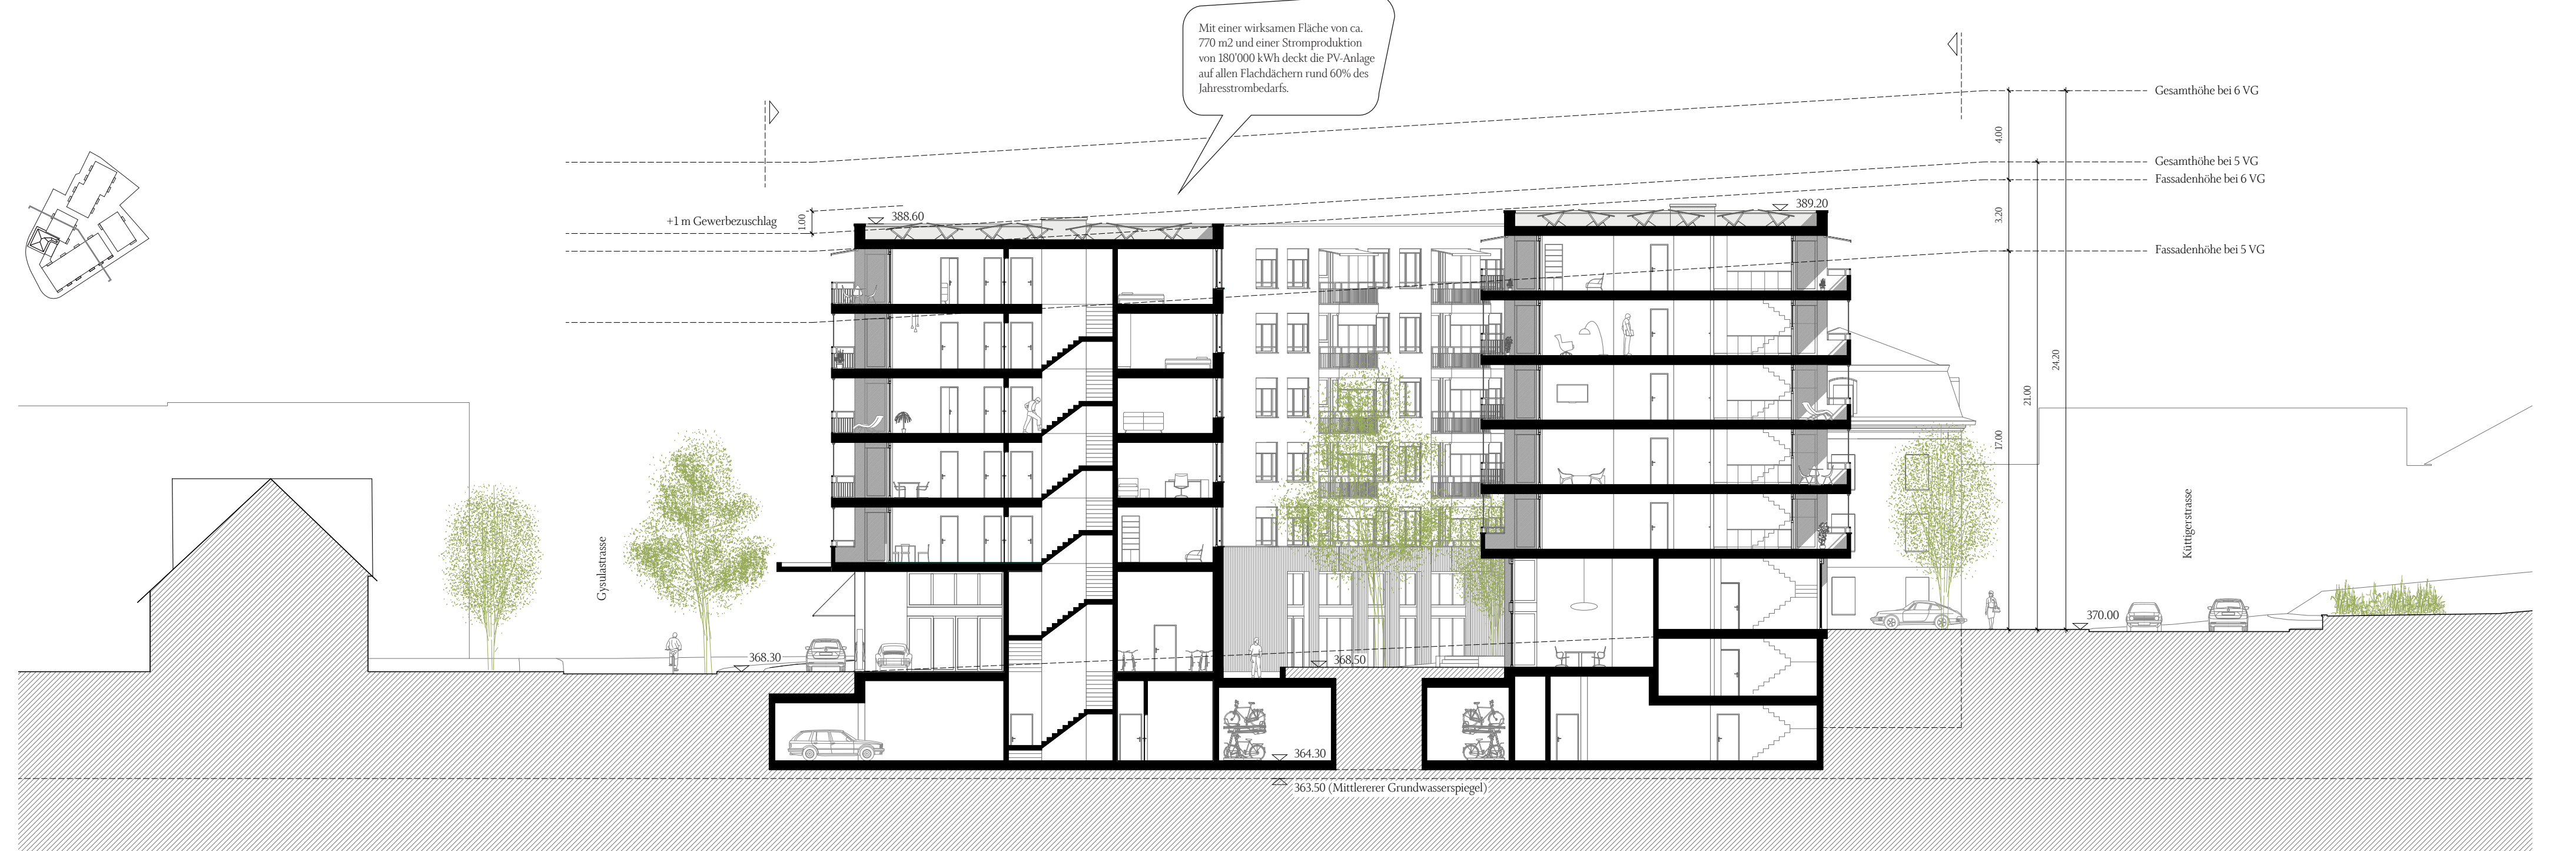 Mit einer wirksamen Fläche von ca.
770 m2 und einer Stromproduktion
von 180'000 kWh deckt die PV-Anlage
auf allen Flachdächern rund 60% des
Jahresstrombedarfs.
Gesamthöhe bei 6 VG
4.00
Gesamthöhe bei 5 VG
Fassadenhöhe bei 6 VG
+1 m Gewerbezuschlag
1.00
388.60
389.20
3.20
Fassadenhöhe bei 5 VG
24.20
21.00
17.00
Gysulastrasse
Küttigerstrasse
370.00
368.30
368.50
364.30
363.50 (Mittlererer Grundwasserspiegel)